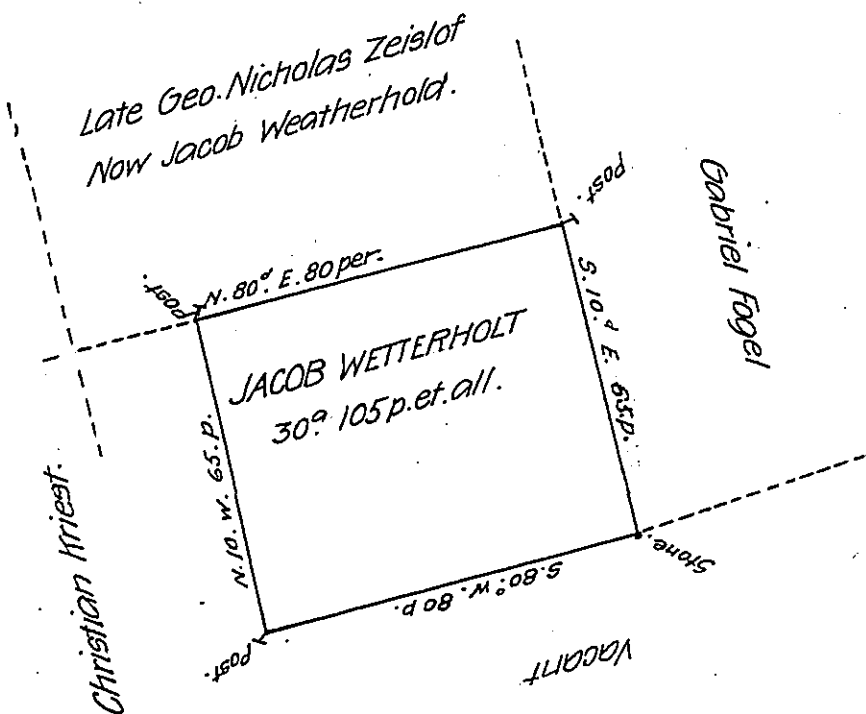 Late Geo. Nicholas Zeislof
Now Jacob Weatherhold.
Post.
Gabriel Fogel
Post.
N. 80ᵈ. E. 80 per.
S. 10.ᵈ E. 65.p.
JACOB WETTERHOLT
30ᵃ. 105 p. et. all.
N. 10. W. 65. p.
Christian Kriest.
Stone.
S. 80.° W. 80 p.
Post.
Vacant